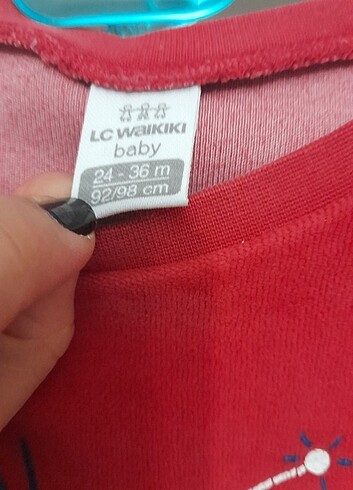 LC WAIKIKI
baby
24 - 36 m
92/98 cm